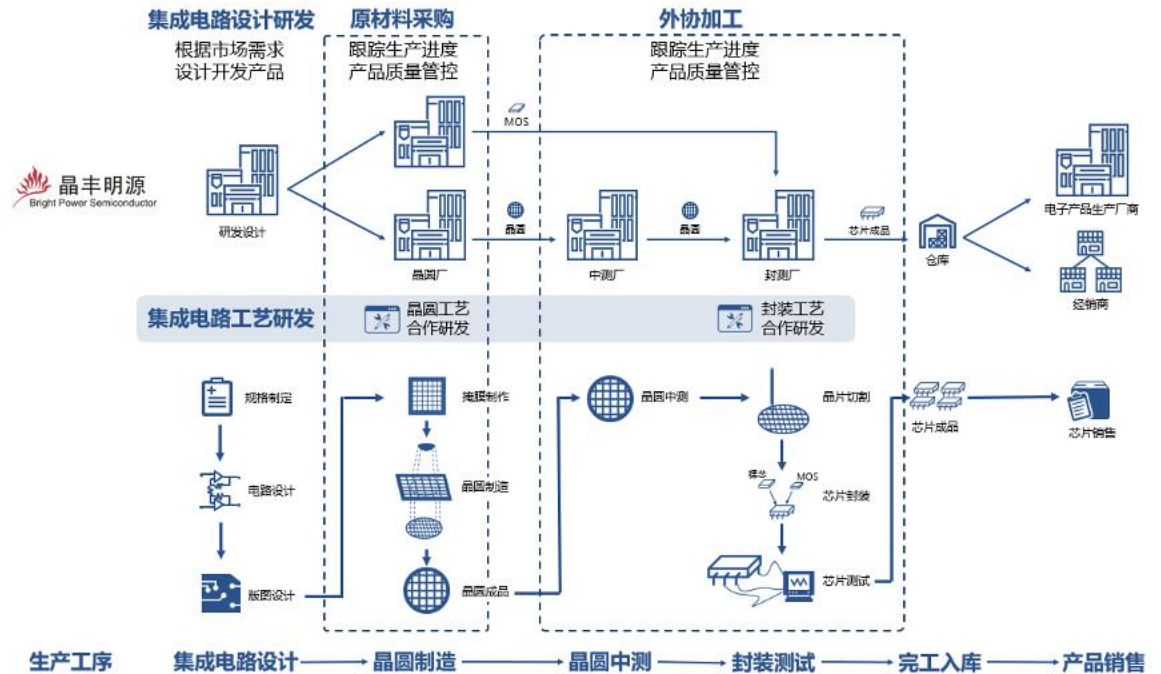 集成电路设计研发
根据市场需求
设计开发产品
原材料采购
跟踪生产进度
产品质量管控
外协加工
跟踪生产进度
产品质量管控
晶丰明源
Bright Power Semiconductor
研发设计
MOS
晶圆厂
晶圆
中测厂
晶圆
封测厂
芯片成品
仓库
电子产品生产厂商
经销商
集成电路工艺研发
晶圆工艺
合作研发
封装工艺
合作研发
规格制定
电路设计
版图设计
掩膜制作
晶圆制造
晶圆成品
晶圆中测
晶片切割
裸芯
MOS
芯片封装
芯片测试
芯片成品
芯片销售
生产工序
集成电路设计
晶圆制造
晶圆中测
封装测试
完工入库
产品销售